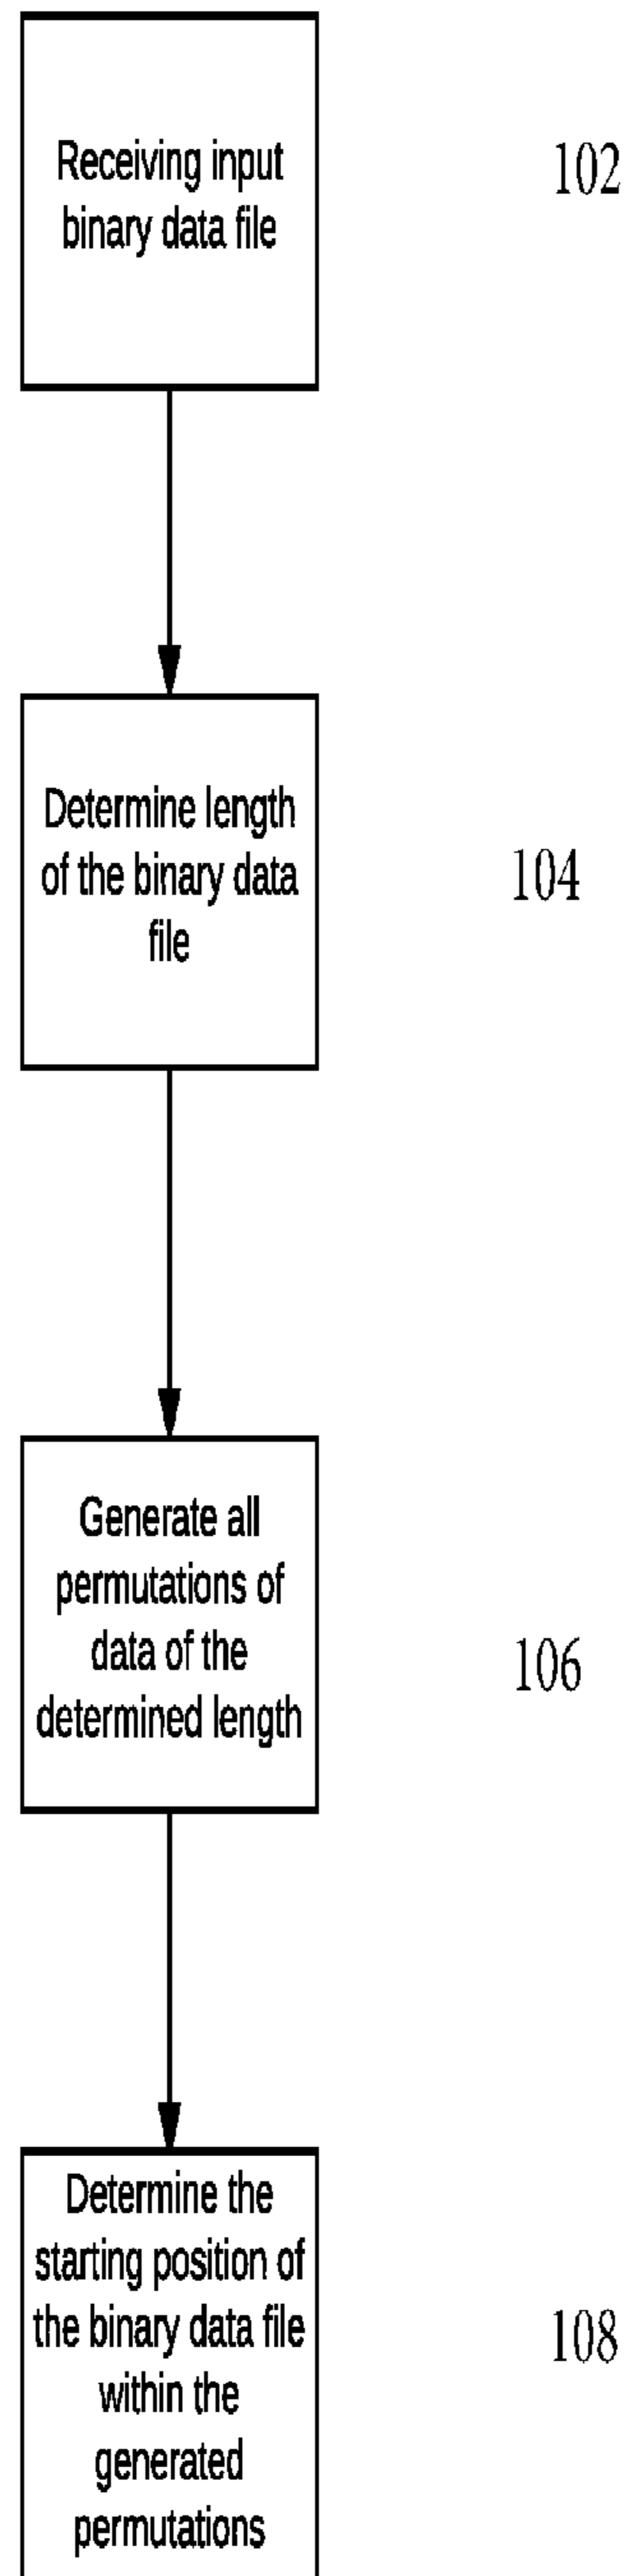 Receiving input
binary data file
102
Determine length
of the binary data
file
104
Generate all
permutations of
data of the
determined length
106
Determine the
starting position of
the binary data file
within the
generated
permutations
108